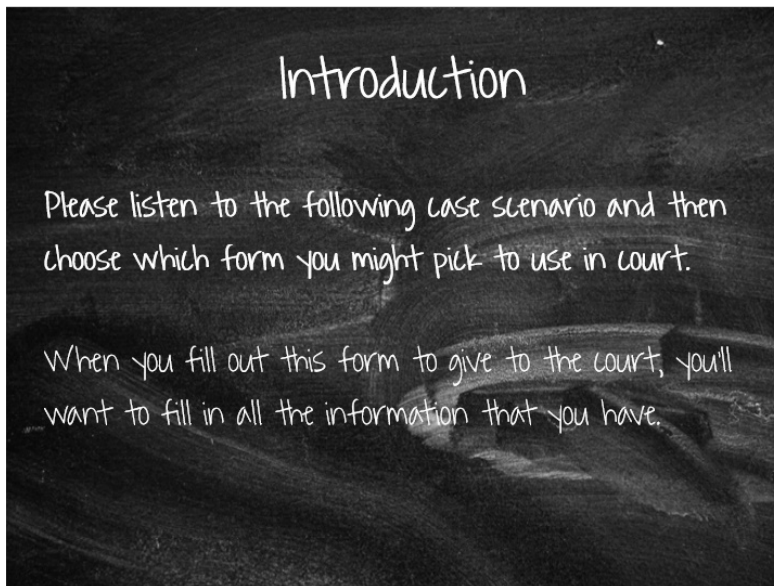 Introduction
Please listen to the following case scenario and then
choose which form you might pick to use in court.
When you fill out this form to give to the court, you'll
want to fill in all the information that you have.